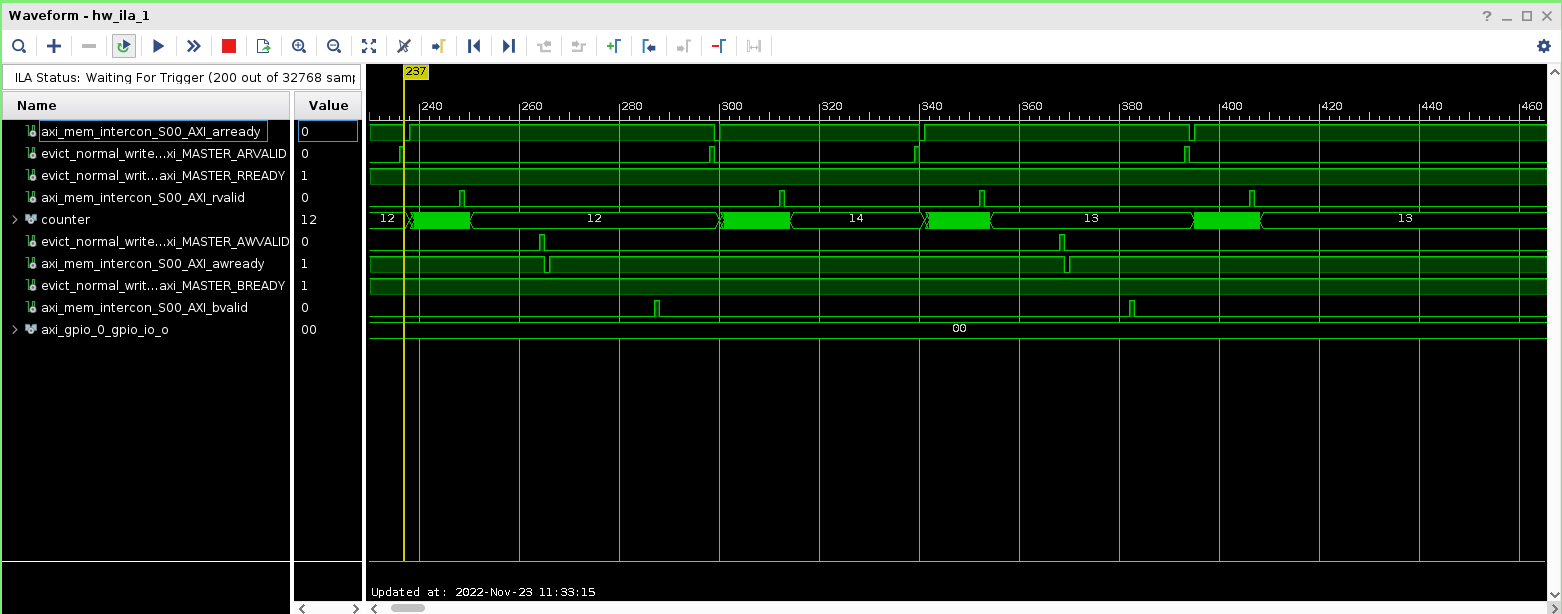 Waveform - hw_ila_1
?
ILA Status: Waiting For Trigger (200 out of 32768 samp
237
Name Value
240 260 280 300 320 340 360 380 400 420 440 460
axi_mem_intercon_S00_AXI_arready 0
evict_normal_write...xi_MASTER_ARVALID 0
evict_normal_writ...axi_MASTER_RREADY 1
axi_mem_intercon_S00_AXI_rvalid 0
counter 12 12 12 14 13 13
evict_normal_write...xi_MASTER_AWVALID 0
axi_mem_intercon_S00_AXI_awready 1
evict_normal_writ...axi_MASTER_BREADY 1
axi_mem_intercon_S00_AXI_bvalid 0
axi_gpio_0_gpio_io_o 00 00
Updated at: 2022-Nov-23 11:33:15